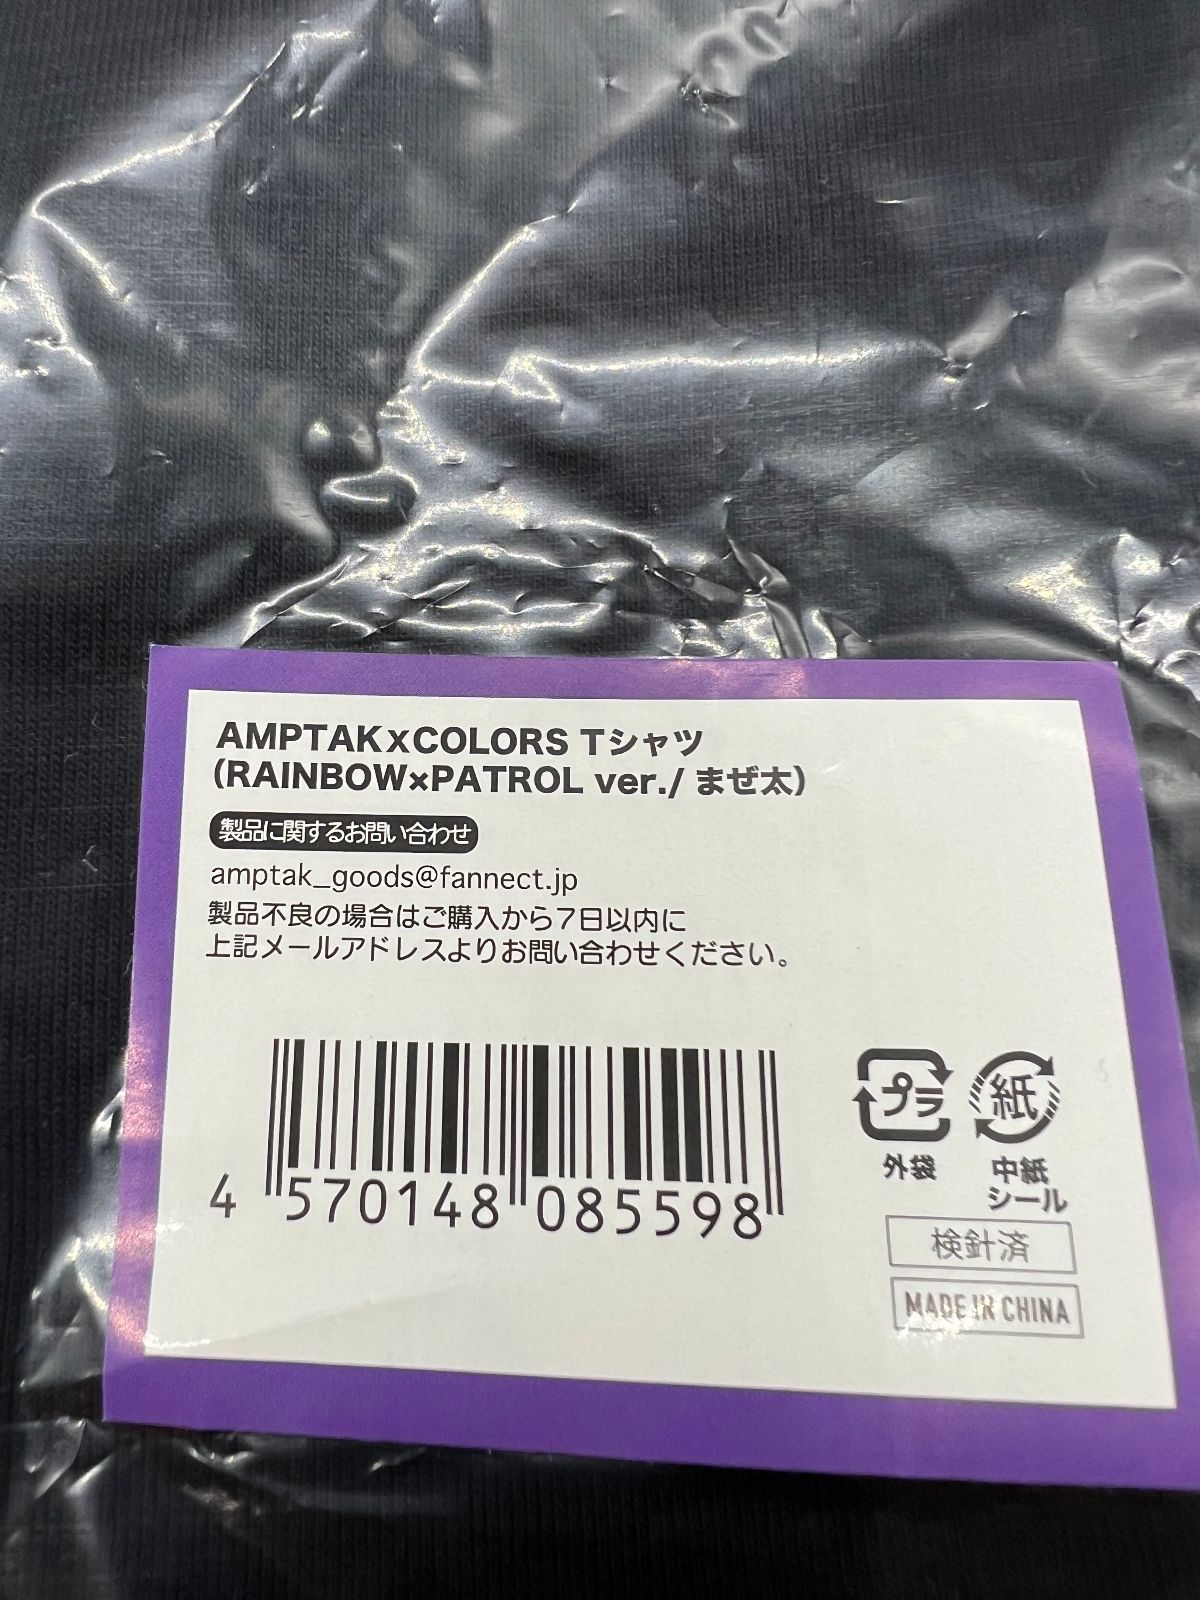 AMPTAK×COLORS Tシャツ
(RAINBOW×PATROL ver./ まぜ太)
製品に関するお問い合わせ
amptak_goods@fannect.jp
製品不良の場合はご購入から7日以内に
上記メールアドレスよりお問い合わせください。
4 570148 085598
プラ
外袋
紙
中紙
シール
検針済
MADE IN CHINA